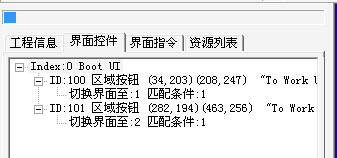 工程信息 界面控件 界面指令 资源列表
Index:0 Boot UI
ID:100 区域按钮 (34,203)(208,247) "To Work
切换界面至:1 匹配条件:1
ID:101 区域按钮 (282,194)(463,256) "To
切换界面至:2 匹配条件:1